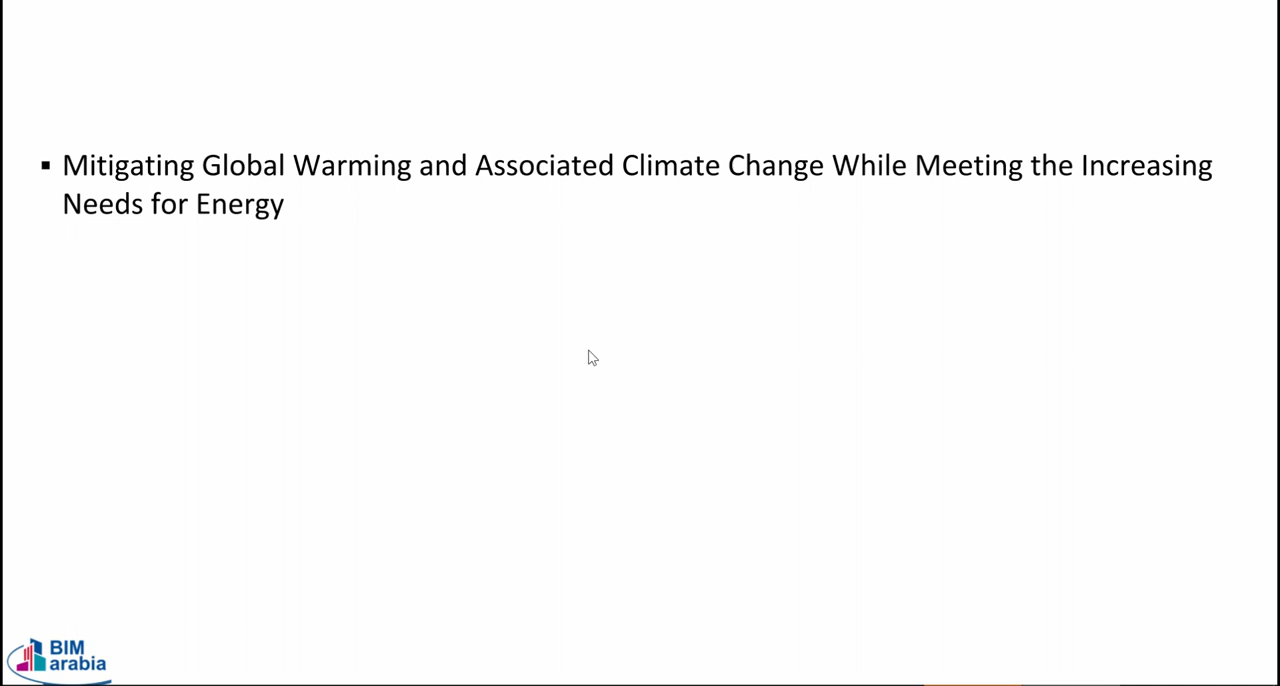 ▪ Mitigating Global Warming and Associated Climate Change While Meeting the Increasing
Needs for Energy
BIM
arabia